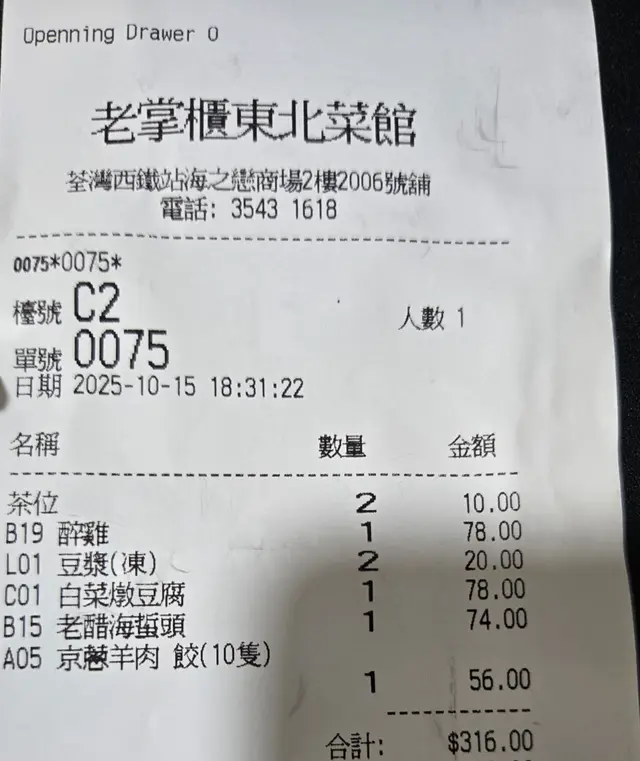 Openning Drawer 0
老掌櫃東北菜館
荃灣西鐵站海之戀商場2樓2006號舖
電話: 3543 1618
0075*0075*
檯號 C2
人數 1
單號 0075
日期 2025-10-15 18:31:22
名稱 數量 金額
茶位 2 10.00
B19 醉雞 1 78.00
L01 豆漿(凍) 2 20.00
C01 白菜燉豆腐 1 78.00
B15 老醋海蜇頭 1 74.00
A05 京蔥羊肉 餃(10隻)
1 56.00
合計: $316.00